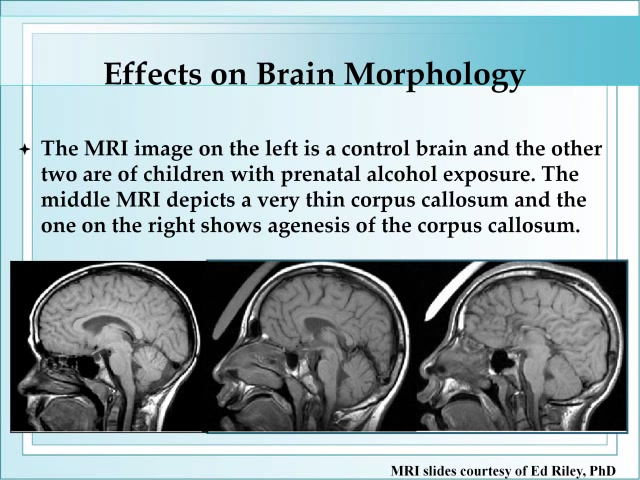 Effects on Brain Morphology
The MRI image on the left is a control brain and the other
two are of children with prenatal alcohol exposure. The
middle MRI depicts a very thin corpus callosum and the
one on the right shows agenesis of the corpus callosum.
MRI slides courtesy of Ed Riley, PhD